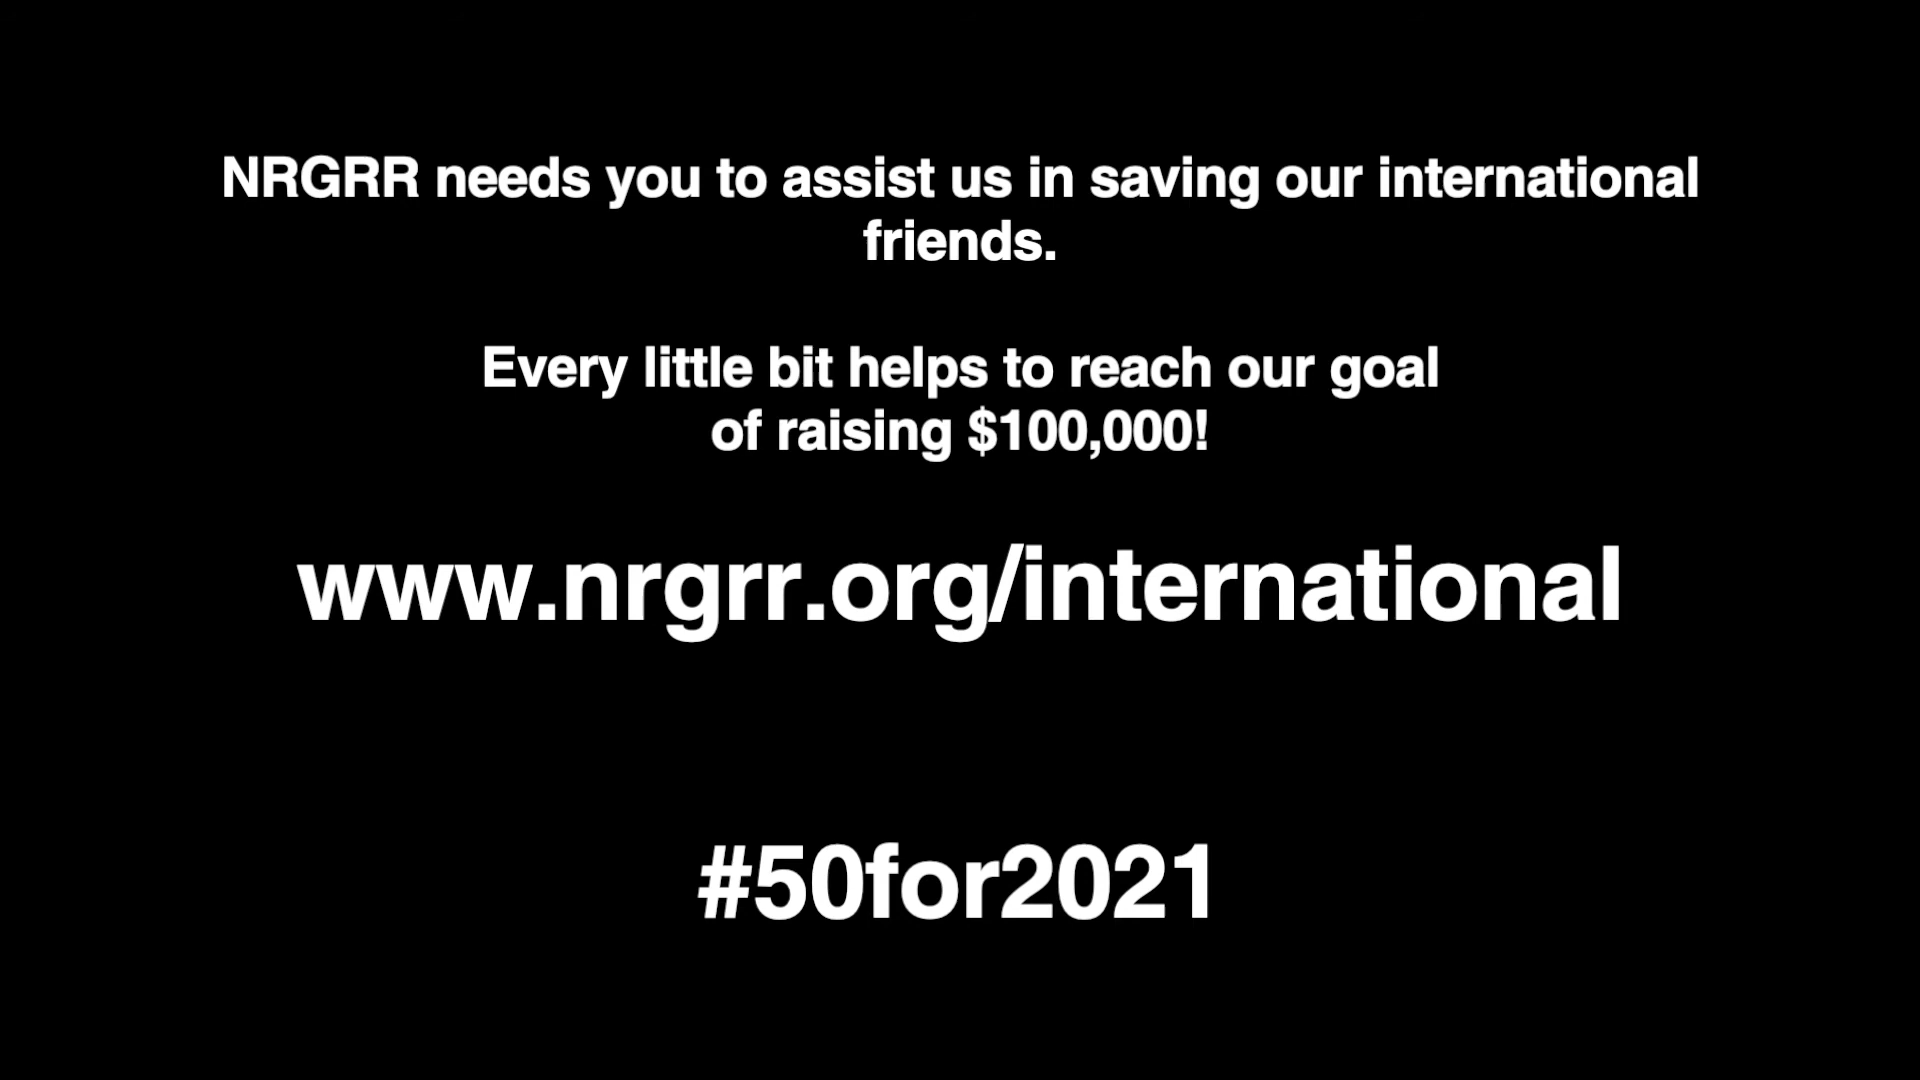 NRGRR needs you to assist us in saving our international
friends.
Every little bit helps to reach our goal
of raising $100,000!
www.nrgrr.org/international
#50for2021